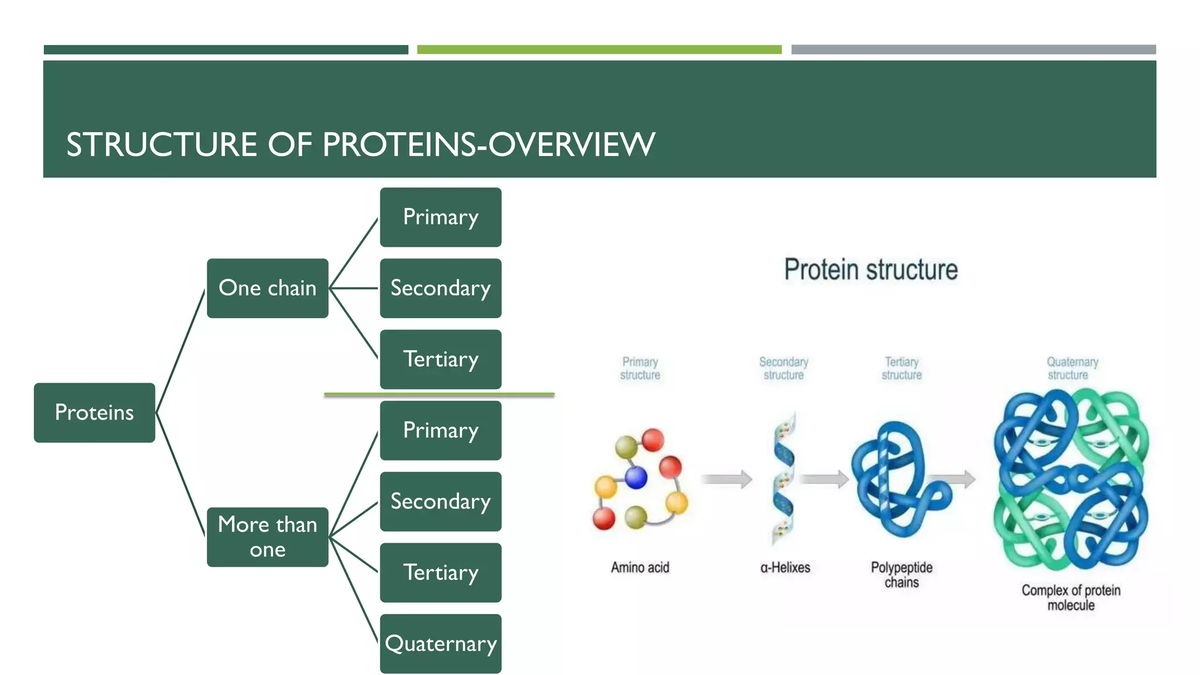 STRUCTURE OF PROTEINS-OVERVIEW
Proteins
One chain
Primary
Secondary
Tertiary
More than
one
Primary
Secondary
Tertiary
Quaternary
Protein structure
Primary
structure
Secondary
structure
Tertiary
structure
Quaternary
structure
Amino acid
α-Helixes
Polypeptide
chains
Complex of protein
molecule